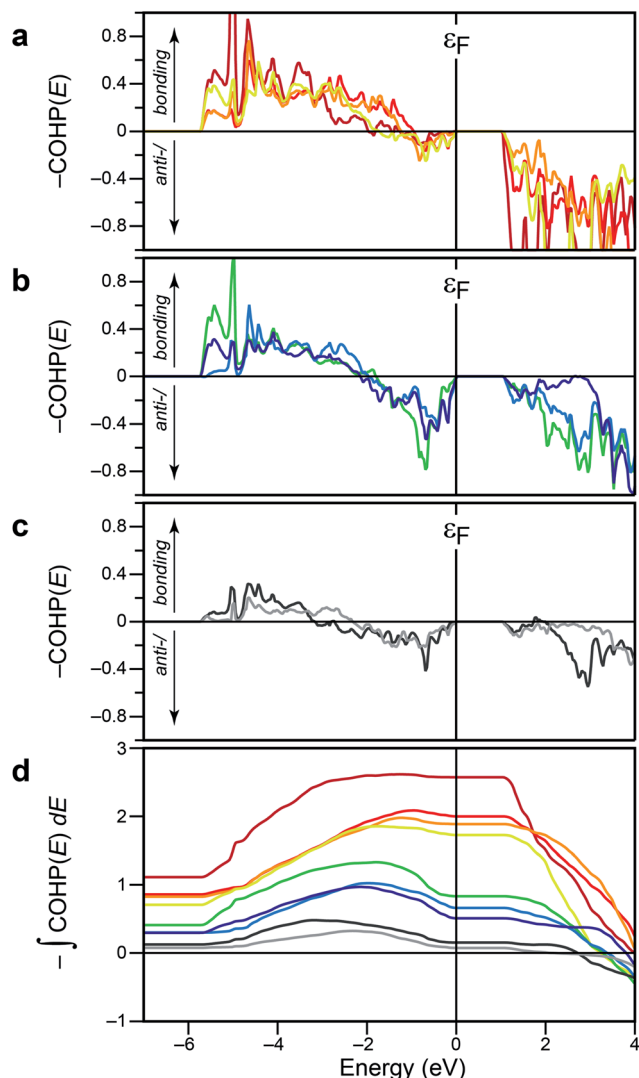 a
εF
–COHP(E)
bonding
anti-/
0.8
0.4
0
–0.4
–0.8
b
εF
–COHP(E)
bonding
anti-/
0.8
0.4
0
–0.4
–0.8
c
εF
–COHP(E)
bonding
anti-/
0.8
0.4
0
–0.4
–0.8
d
– ∫ COHP(E) dE
3
2
1
0
–1
–6 –4 –2 0 2 4
Energy (eV)